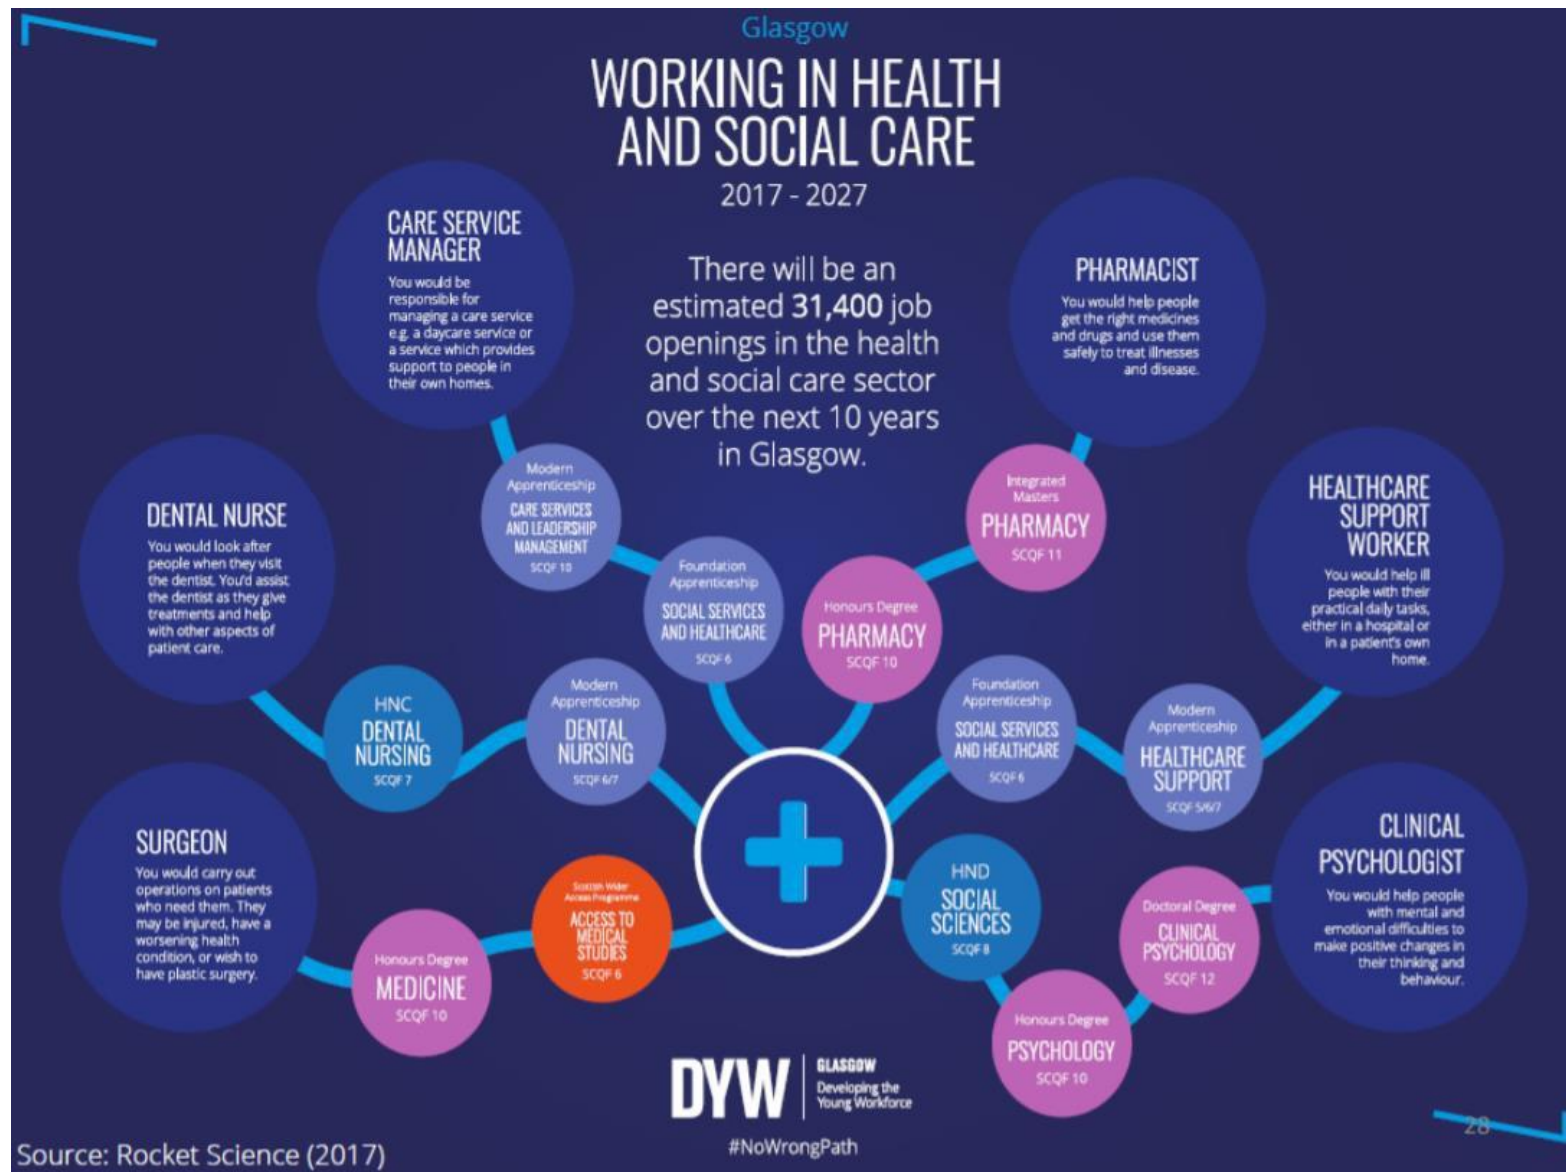 Glasgow
WORKING IN HEALTH
AND SOCIAL CARE
2017 - 2027
There will be an
estimated 31,400 job
openings in the health
and social care sector
over the next 10 years
in Glasgow.
CARE SERVICE
MANAGER
You would be
responsible for
managing a care service
e.g. a daycare service or
a service which provides
support to people in
their own homes.
Modern
Apprenticeship
CARE SERVICES
AND LEADERSHIP
MANAGEMENT
SCQF 10
Foundation
Apprenticeship
SOCIAL SERVICES
AND HEALTHCARE
SCQF 6
PHARMACIST
You would help people
get the right medicines
and drugs and use them
safely to treat illnesses
and disease.
Integrated
Masters
PHARMACY
SCQF 11
Honours Degree
PHARMACY
SCQF 10
DENTAL NURSE
You would look after
people when they visit
the dentist. You'd assist
the dentist as they give
treatments and help
with other aspects of
patient care.
HNC
DENTAL
NURSING
SCQF 7
Modern
Apprenticeship
DENTAL
NURSING
SCQF 6/7
HEALTHCARE
SUPPORT
WORKER
You would help ill
people with their
practical daily tasks,
either in a hospital or
in a patient's own
home.
Foundation
Apprenticeship
SOCIAL SERVICES
AND HEALTHCARE
SCQF 6
Modern
Apprenticeship
HEALTHCARE
SUPPORT
SCQF 5/6/7
SURGEON
You would carry out
operations on patients
who need them. They
may be injured, have a
worsening health
condition, or wish to
have plastic surgery.
Honours Degree
MEDICINE
SCQF 10
Scottish Wider
Access Programme
ACCESS TO
MEDICAL
STUDIES
SCQF 6
HND
SOCIAL
SCIENCES
SCQF 8
Honours Degree
PSYCHOLOGY
SCQF 10
Doctoral Degree
CLINICAL
PSYCHOLOGY
SCQF 12
CLINICAL
PSYCHOLOGIST
You would help people
with mental and
emotional difficulties to
make positive changes in
their thinking and
behaviour.
DYW
GLASGOW
Developing the
Young Workforce
#NoWrongPath
28
Source: Rocket Science (2017)